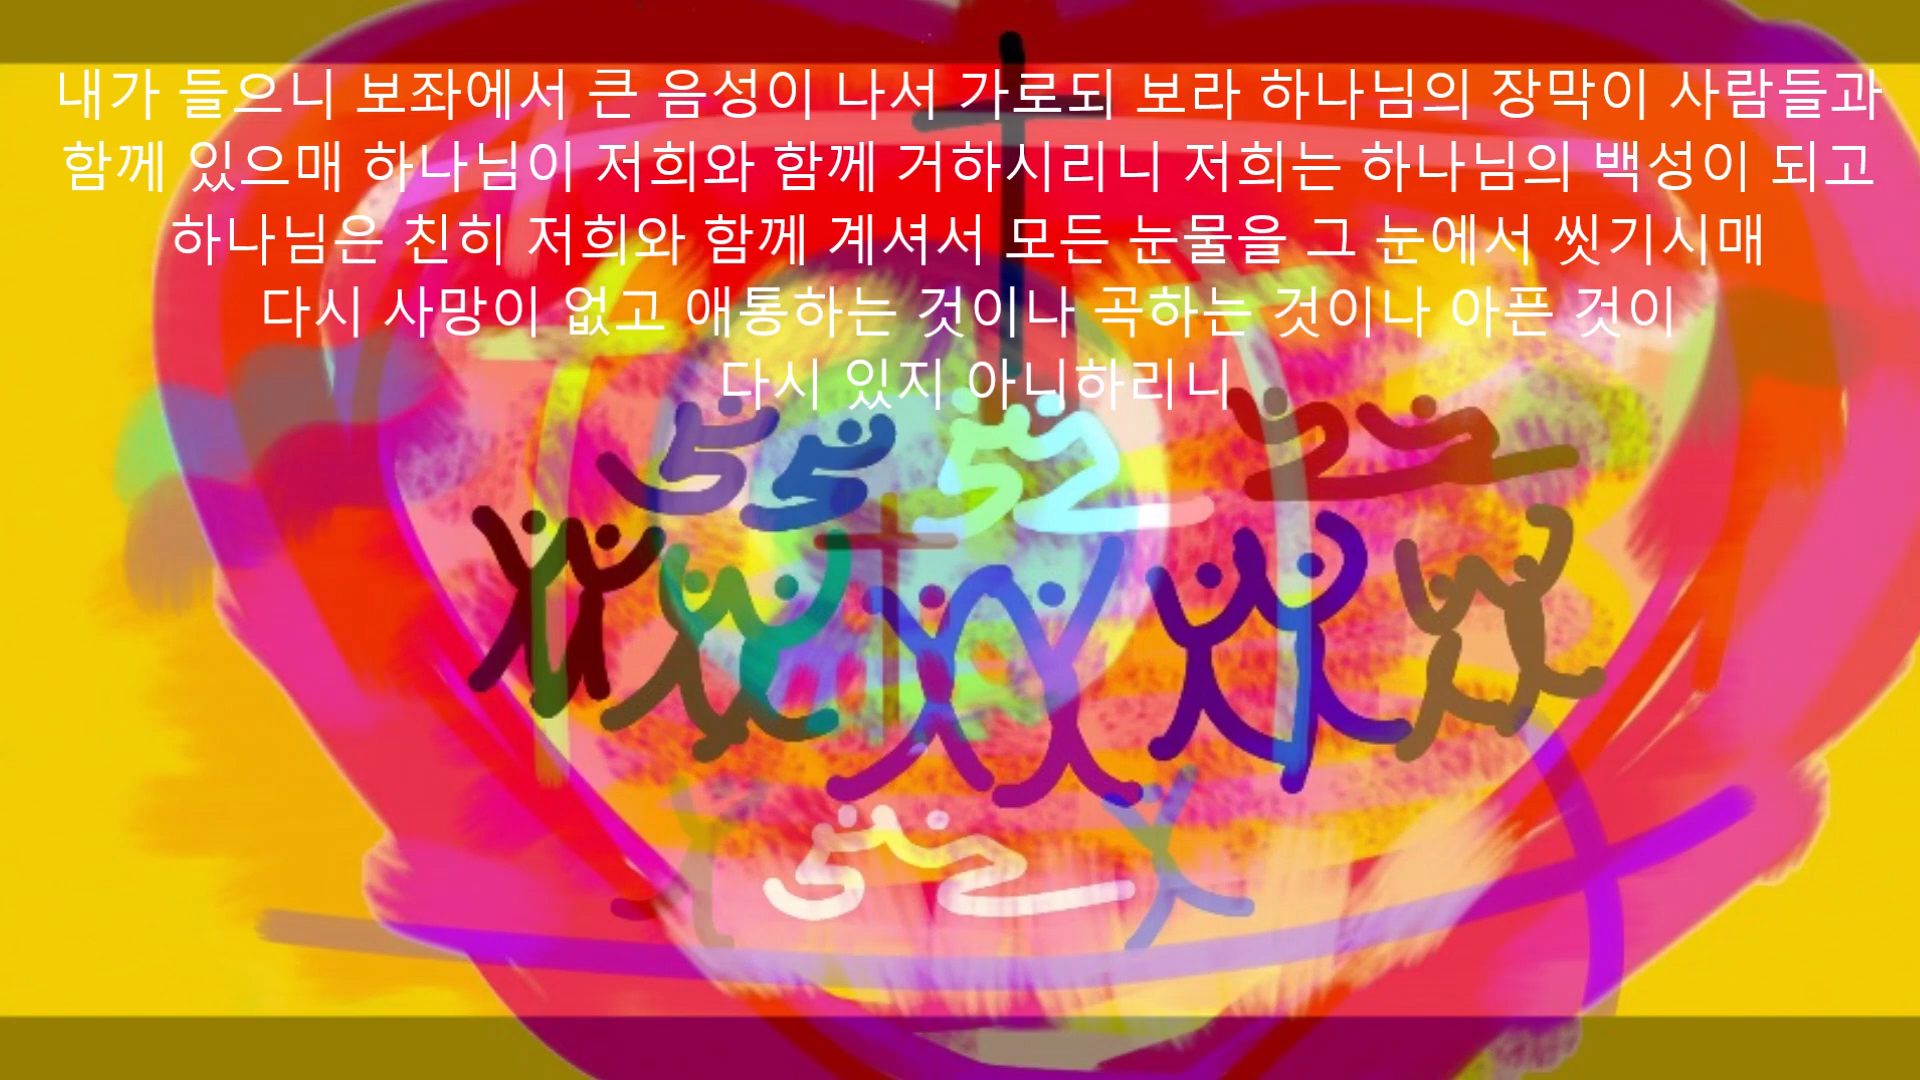 내가 들으니 보좌에서 큰 음성이 나서 가로되 보라 하나님의 장막이 사람들과
함께 있으매 하나님이 저희와 함께 거하시리니 저희는 하나님의 백성이 되고
하나님은 친히 저희와 함께 계셔서 모든 눈물을 그 눈에서 씻기시매
다시 사망이 없고 애통하는 것이나 곡하는 것이나 아픈 것이
다시 있지 아니하리니